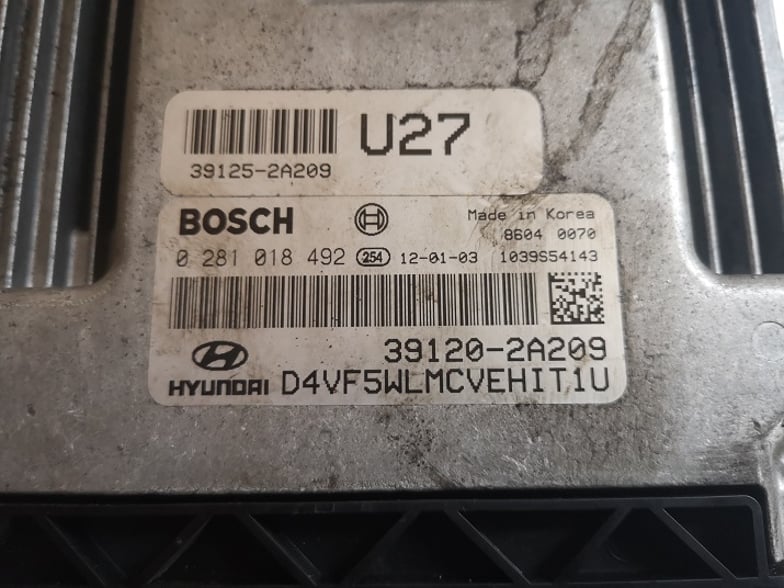 U27
39125-2A209
BOSCH
Made in Korea
8604 0070
0 281 018 492 254 12-01-03 1039S54143
39120-2A209
HYUNDAI D4VF5WLMCVEHIT1U